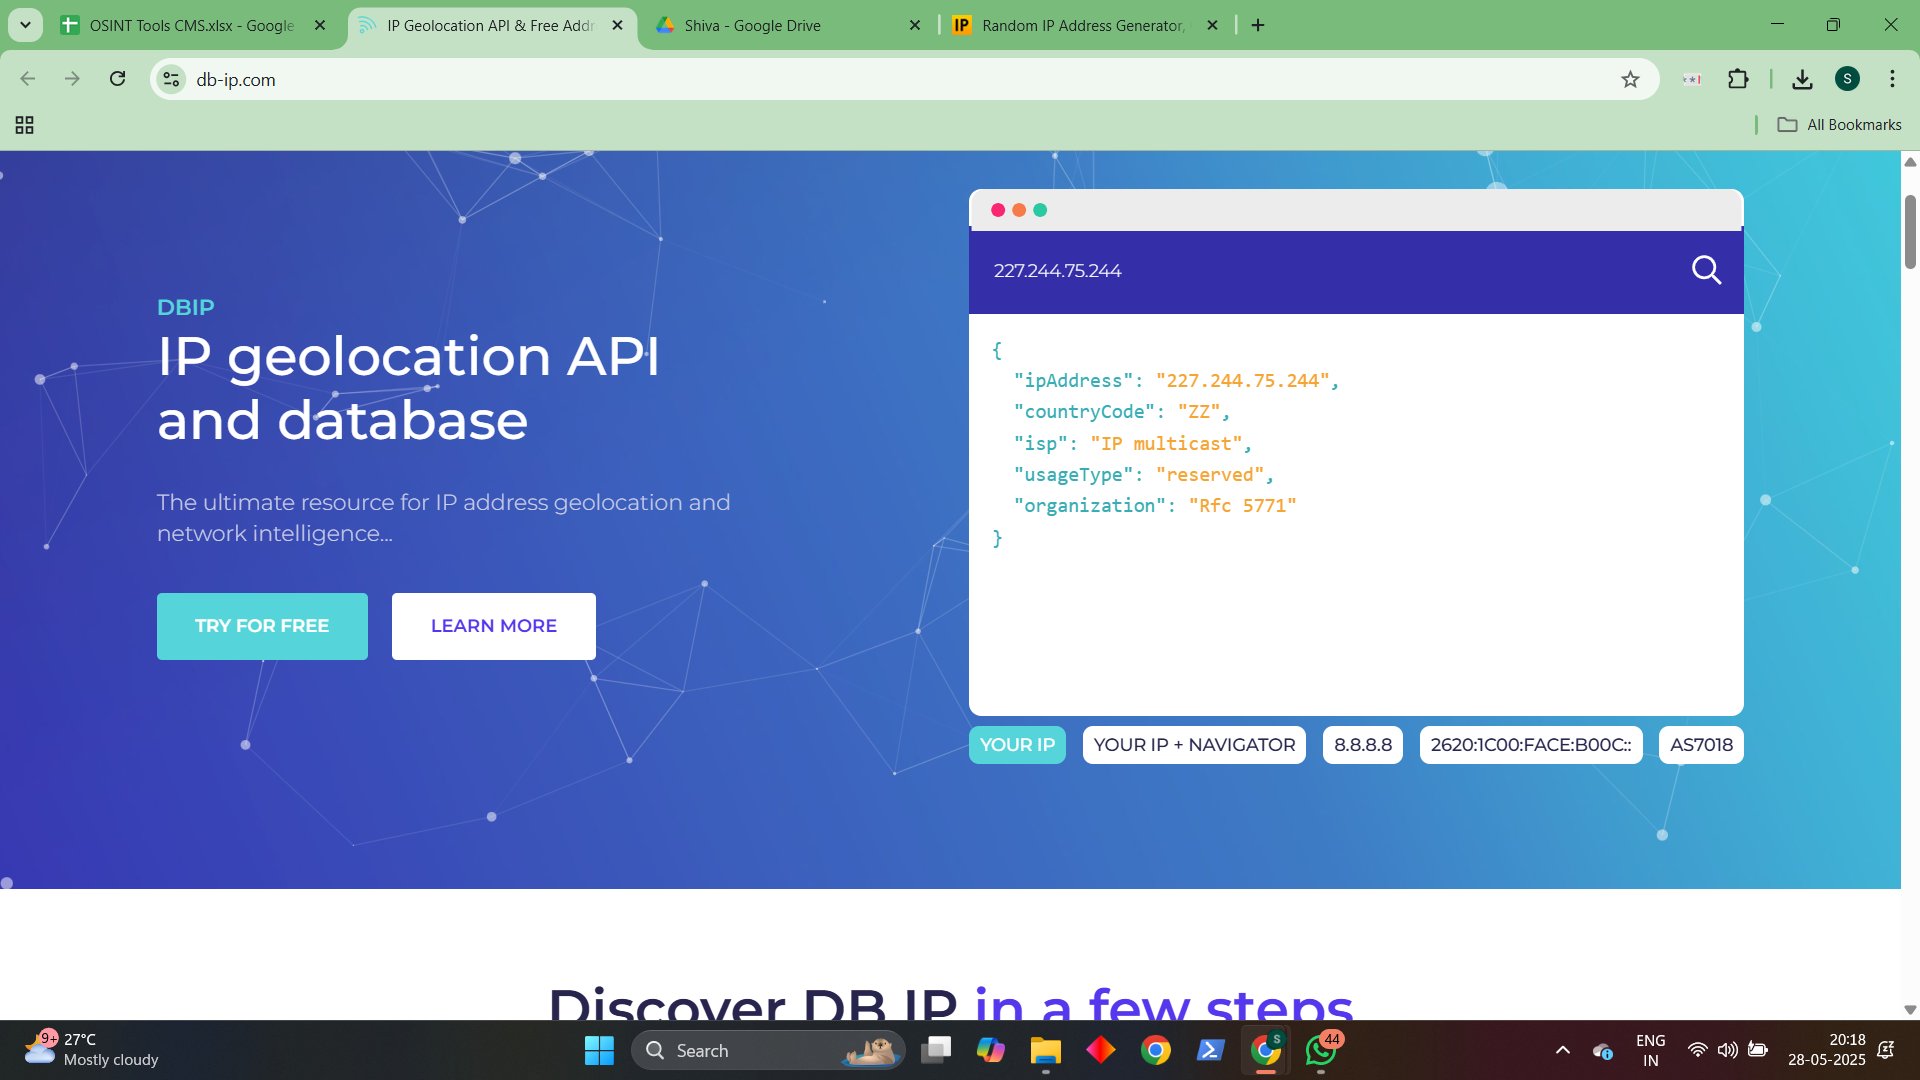 OSINT Tools CMS.xlsx - Google
IP Geolocation API & Free Addr
Shiva - Google Drive
IP
Random IP Address Generator,
db-ip.com
S
All Bookmarks
DBIP
IP geolocation API
and database
The ultimate resource for IP address geolocation and
network intelligence...
TRY FOR FREE
LEARN MORE
227.244.75.244
{
"ipAddress": "227.244.75.244",
"countryCode": "ZZ",
"isp": "IP multicast",
"usageType": "reserved",
"organization": "Rfc 5771"
}
YOUR IP
YOUR IP + NAVIGATOR
8.8.8.8
2620:1C00:FACE:B00C::
AS7018
Discover DB IP in a few steps
9+
27°C
Mostly cloudy
Search
S
44
ENG
IN
20:18
28-05-2025